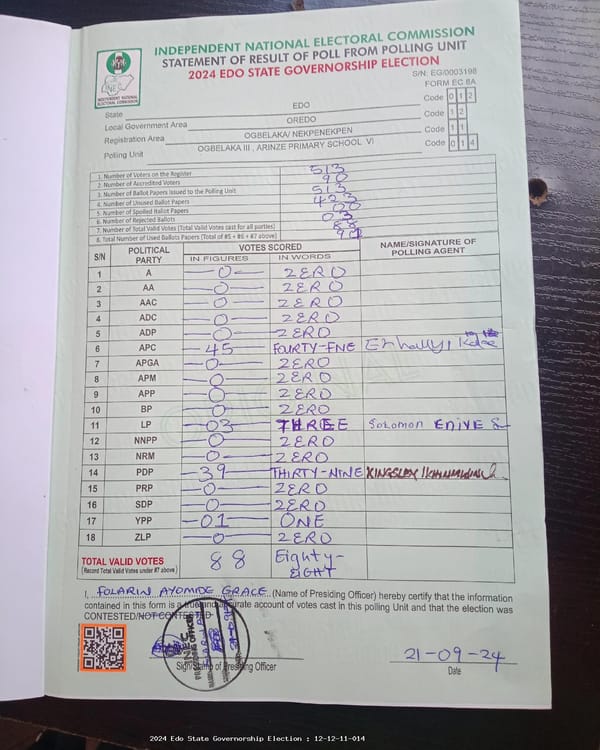 INDEPENDENT NATIONAL ELECTORAL COMMISSION
STATEMENT OF RESULT OF POLL FROM POLLING UNIT
2024 EDO STATE GOVERNORSHIP ELECTION
S/N: EG/0003198
FORM EC 8A
INDEPENDENT NATIONAL ELECTORAL COMMISSION
State EDO Code 0 1 2
Local Government Area OREDO Code 1 2
Registration Area OGBELAKA/ NEKPENEKPEN Code 1 1
Polling Unit OGBELAKA III , ARINZE PRIMARY SCHOOL VI Code 0 1 4
1. Number of Voters on the Register 513
2. Number of Accredited Voters 90
3. Number of Ballot Papers Issued to the Polling Unit 513
4. Number of Unused Ballot Papers 423
5. Number of Spoiled Ballot Papers 00
6. Number of Rejected Ballots 03
7. Number of Total Valid Votes (Total Valid Votes cast for all parties) 88
8. Total Number of Used Ballots Papers (Total of #5 + #6 + #7 above)
S/N POLITICAL PARTY VOTES SCORED NAME/SIGNATURE OF POLLING AGENT
IN FIGURES IN WORDS
1 A 0 ZERO
2 AA 0 ZERO
3 AAC 0 ZERO
4 ADC 0 ZERO
5 ADP 0 ZERO
6 APC 45 FOURTY-FNE
7 APGA 0 ZERO
8 APM 0 ZERO
9 APP 0 ZERO
10 BP 0 ZERO
11 LP 03 THREE Solomon ENIYE
12 NNPP 0 ZERO
13 NRM 0 ZERO
14 PDP 39 THIRTY-NINE KINGSLEY
15 PRP 0 ZERO
16 SDP 0 ZERO
17 YPP 01 ONE
18 ZLP 0 ZERO
TOTAL VALID VOTES 88 Eighty-
(Record Total Valid Votes under #7 above) EIGHT
I, FOLARIN AYOMIDE GRACE (Name of Presiding Officer) hereby certify that the information
contained in this form is a true and accurate account of votes cast in this polling Unit and that the election was
CONTESTED/NOT CONTESTED
INEC
PRESIDING OFFICER
Sign/Stamp of Presiding Officer
21-09-24
Date
2024 Edo State Governorship Election : 12-12-11-014